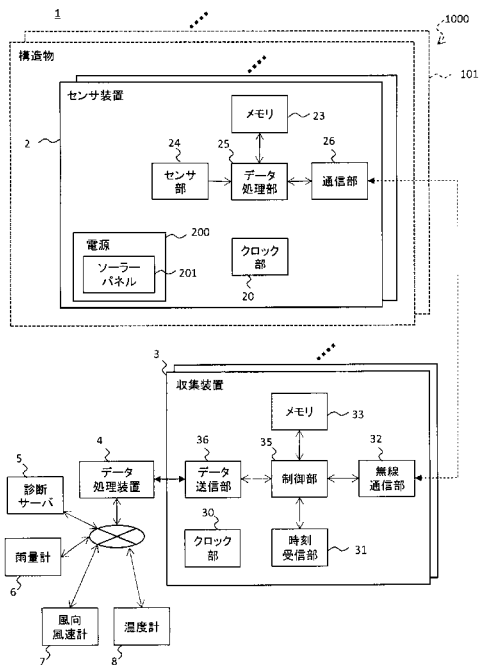 1
1000
構造物
101
センサ装置
2
メモリ
23
24
センサ
部
25
データ
処理部
26
通信部
電源
200
ソーラー
パネル
201
クロック
部
20
3
収集装置
メモリ
33
4
データ
処理装置
36
データ
送信部
35
制御部
32
無線
通信部
5
診断
サーバ
30
クロック
部
時刻
受信部
31
雨量計
6
風向
風速計
7
温度計
8